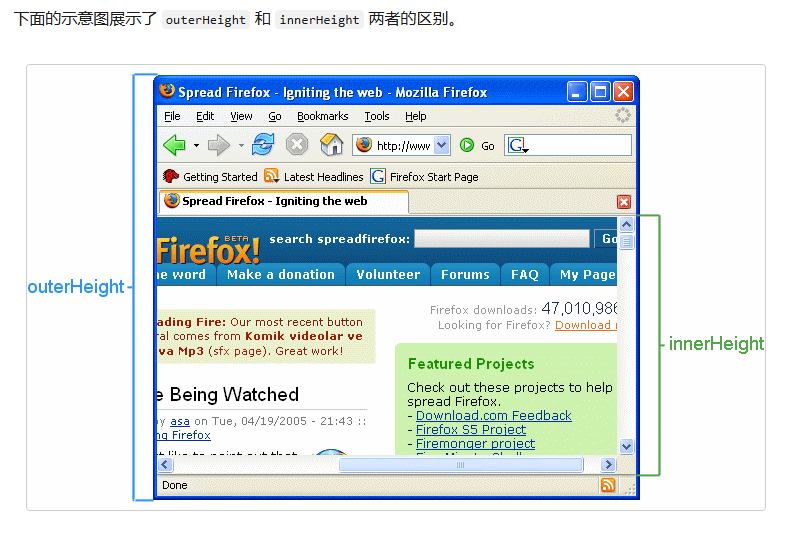 下面的示意图展示了 outerHeight 和 innerHeight 两者的区别。
Spread Firefox - Igniting the web - Mozilla Firefox
File Edit View Go Bookmarks Tools Help
http://www Go G
Getting Started Latest Headlines G Firefox Start Page
Spread Firefox - Igniting the web
Firefox! BETA search spreadfirefox: Go
he word Make a donation Volunteer Forums FAQ My Page
outerHeight
innerHeight
Firefox downloads: 47,010,986
Looking for Firefox? Download
ading Fire: Our most recent button
ral comes from Komik videolar ve
va Mp3 (sfx page). Great work!
Featured Projects
Check out these projects to help
spread Firefox.
- Download.com Feedback
- Firefox S5 Project
- Firemonger project
e Being Watched
by asa on Tue, 04/19/2005 - 21:43 ::
ng Firefox
Done